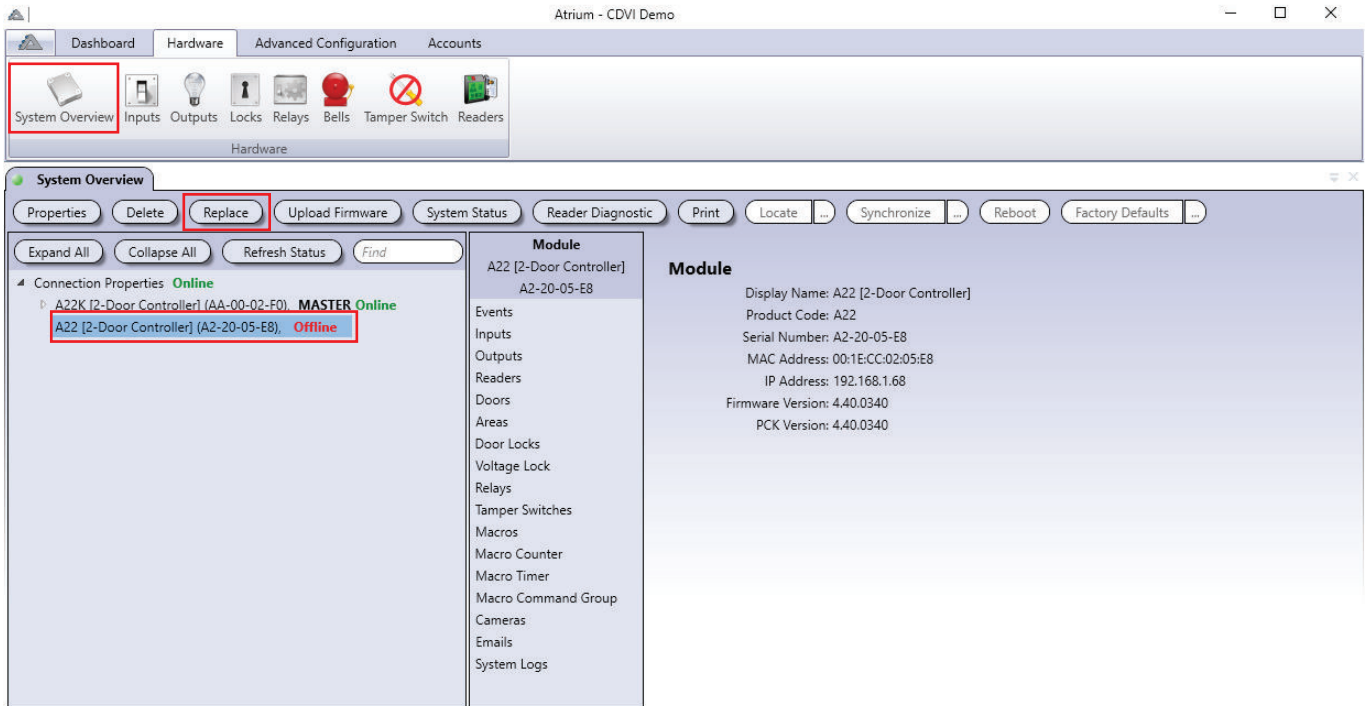 Atrium - CDVI Demo
Dashboard Hardware Advanced Configuration Accounts
System Overview Inputs Outputs Locks Relays Bells Tamper Switch Readers
Hardware
System Overview
Properties Delete Replace Upload Firmware System Status Reader Diagnostic Print Locate ... Synchronize ... Reboot Factory Defaults ...
Expand All Collapse All Refresh Status Find
Connection Properties Online
A22K [2-Door Controller] (AA-00-02-F0), MASTER Online
A22 [2-Door Controller] (A2-20-05-E8), Offline
Module
A22 [2-Door Controller]
A2-20-05-E8
Events
Inputs
Outputs
Readers
Doors
Areas
Door Locks
Voltage Lock
Relays
Tamper Switches
Macros
Macro Counter
Macro Timer
Macro Command Group
Cameras
Emails
System Logs
Module
Display Name: A22 [2-Door Controller]
Product Code: A22
Serial Number: A2-20-05-E8
MAC Address: 00:1E:CC:02:05:E8
IP Address: 192.168.1.68
Firmware Version: 4.40.0340
PCK Version: 4.40.0340